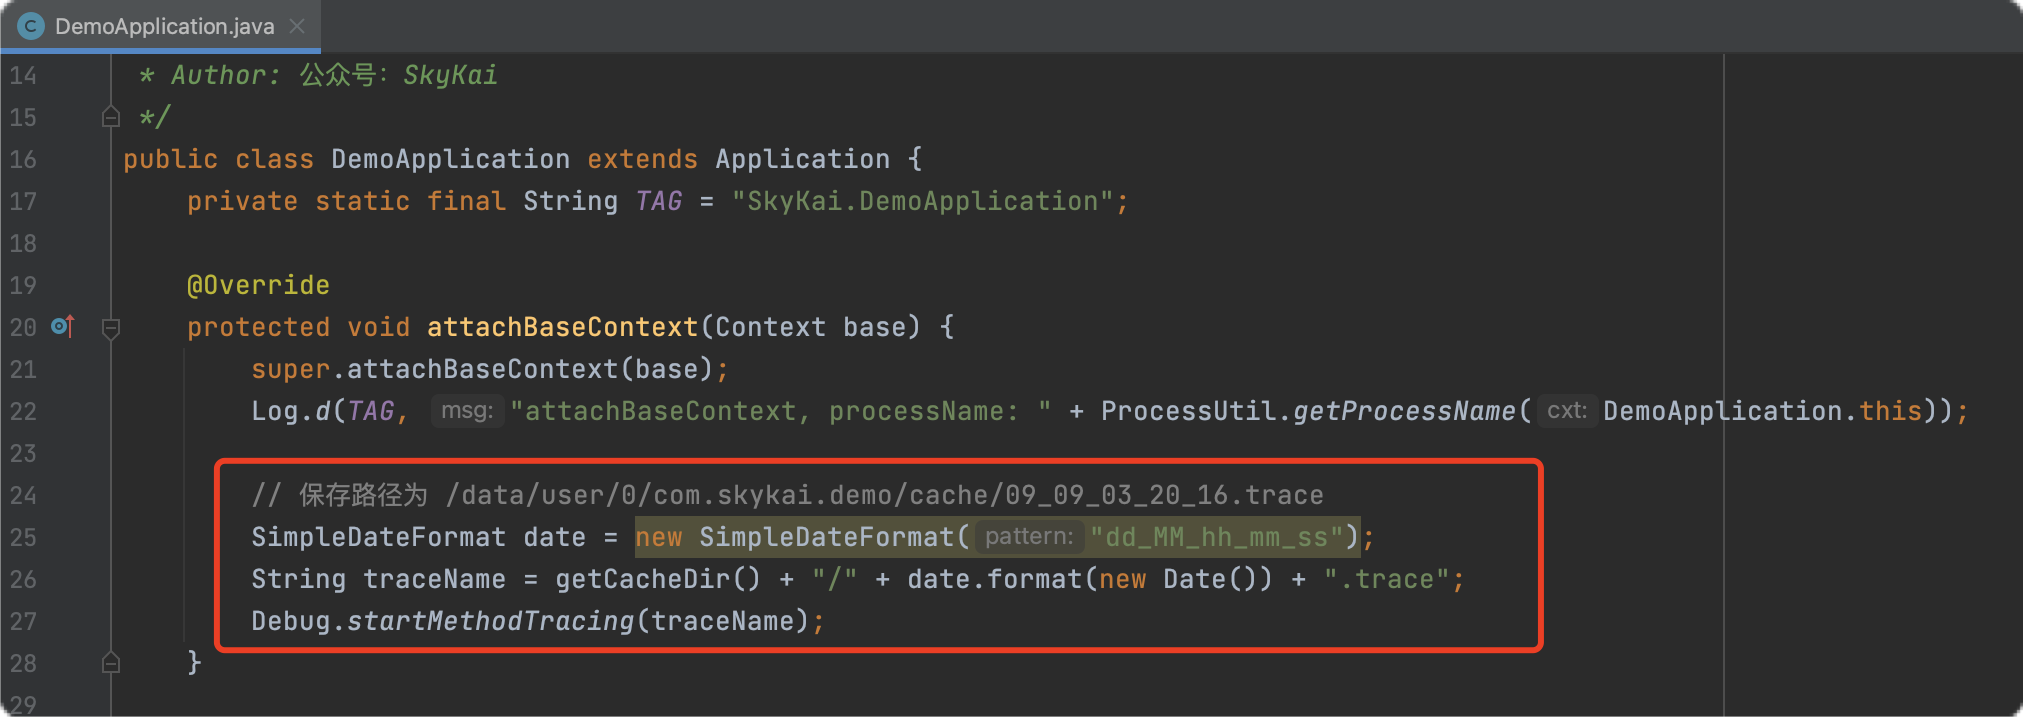 DemoApplication.java
14 * Author: 公众号: SkyKai
15 */
16 public class DemoApplication extends Application {
17 private static final String TAG = "SkyKai.DemoApplication";
18
19 @Override
20 protected void attachBaseContext(Context base) {
21 super.attachBaseContext(base);
22 Log.d(TAG, msg: "attachBaseContext, processName: " + ProcessUtil.getProcessName( cxt: DemoApplication.this));
23
24 // 保存路径为 /data/user/0/com.skykai.demo/cache/09_09_03_20_16.trace
25 SimpleDateFormat date = new SimpleDateFormat( pattern: "dd_MM_hh_mm_ss");
26 String traceName = getCacheDir() + "/" + date.format(new Date()) + ".trace";
27 Debug.startMethodTracing(traceName);
28 }
29